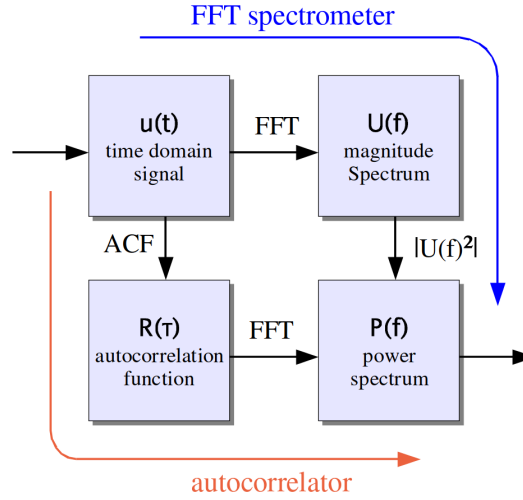 FFT spectrometer
u(t)
time domain
signal
FFT
U(f)
magnitude
Spectrum
ACF
|U(f)²|
R(τ)
autocorrelation
function
FFT
P(f)
power
spectrum
autocorrelator